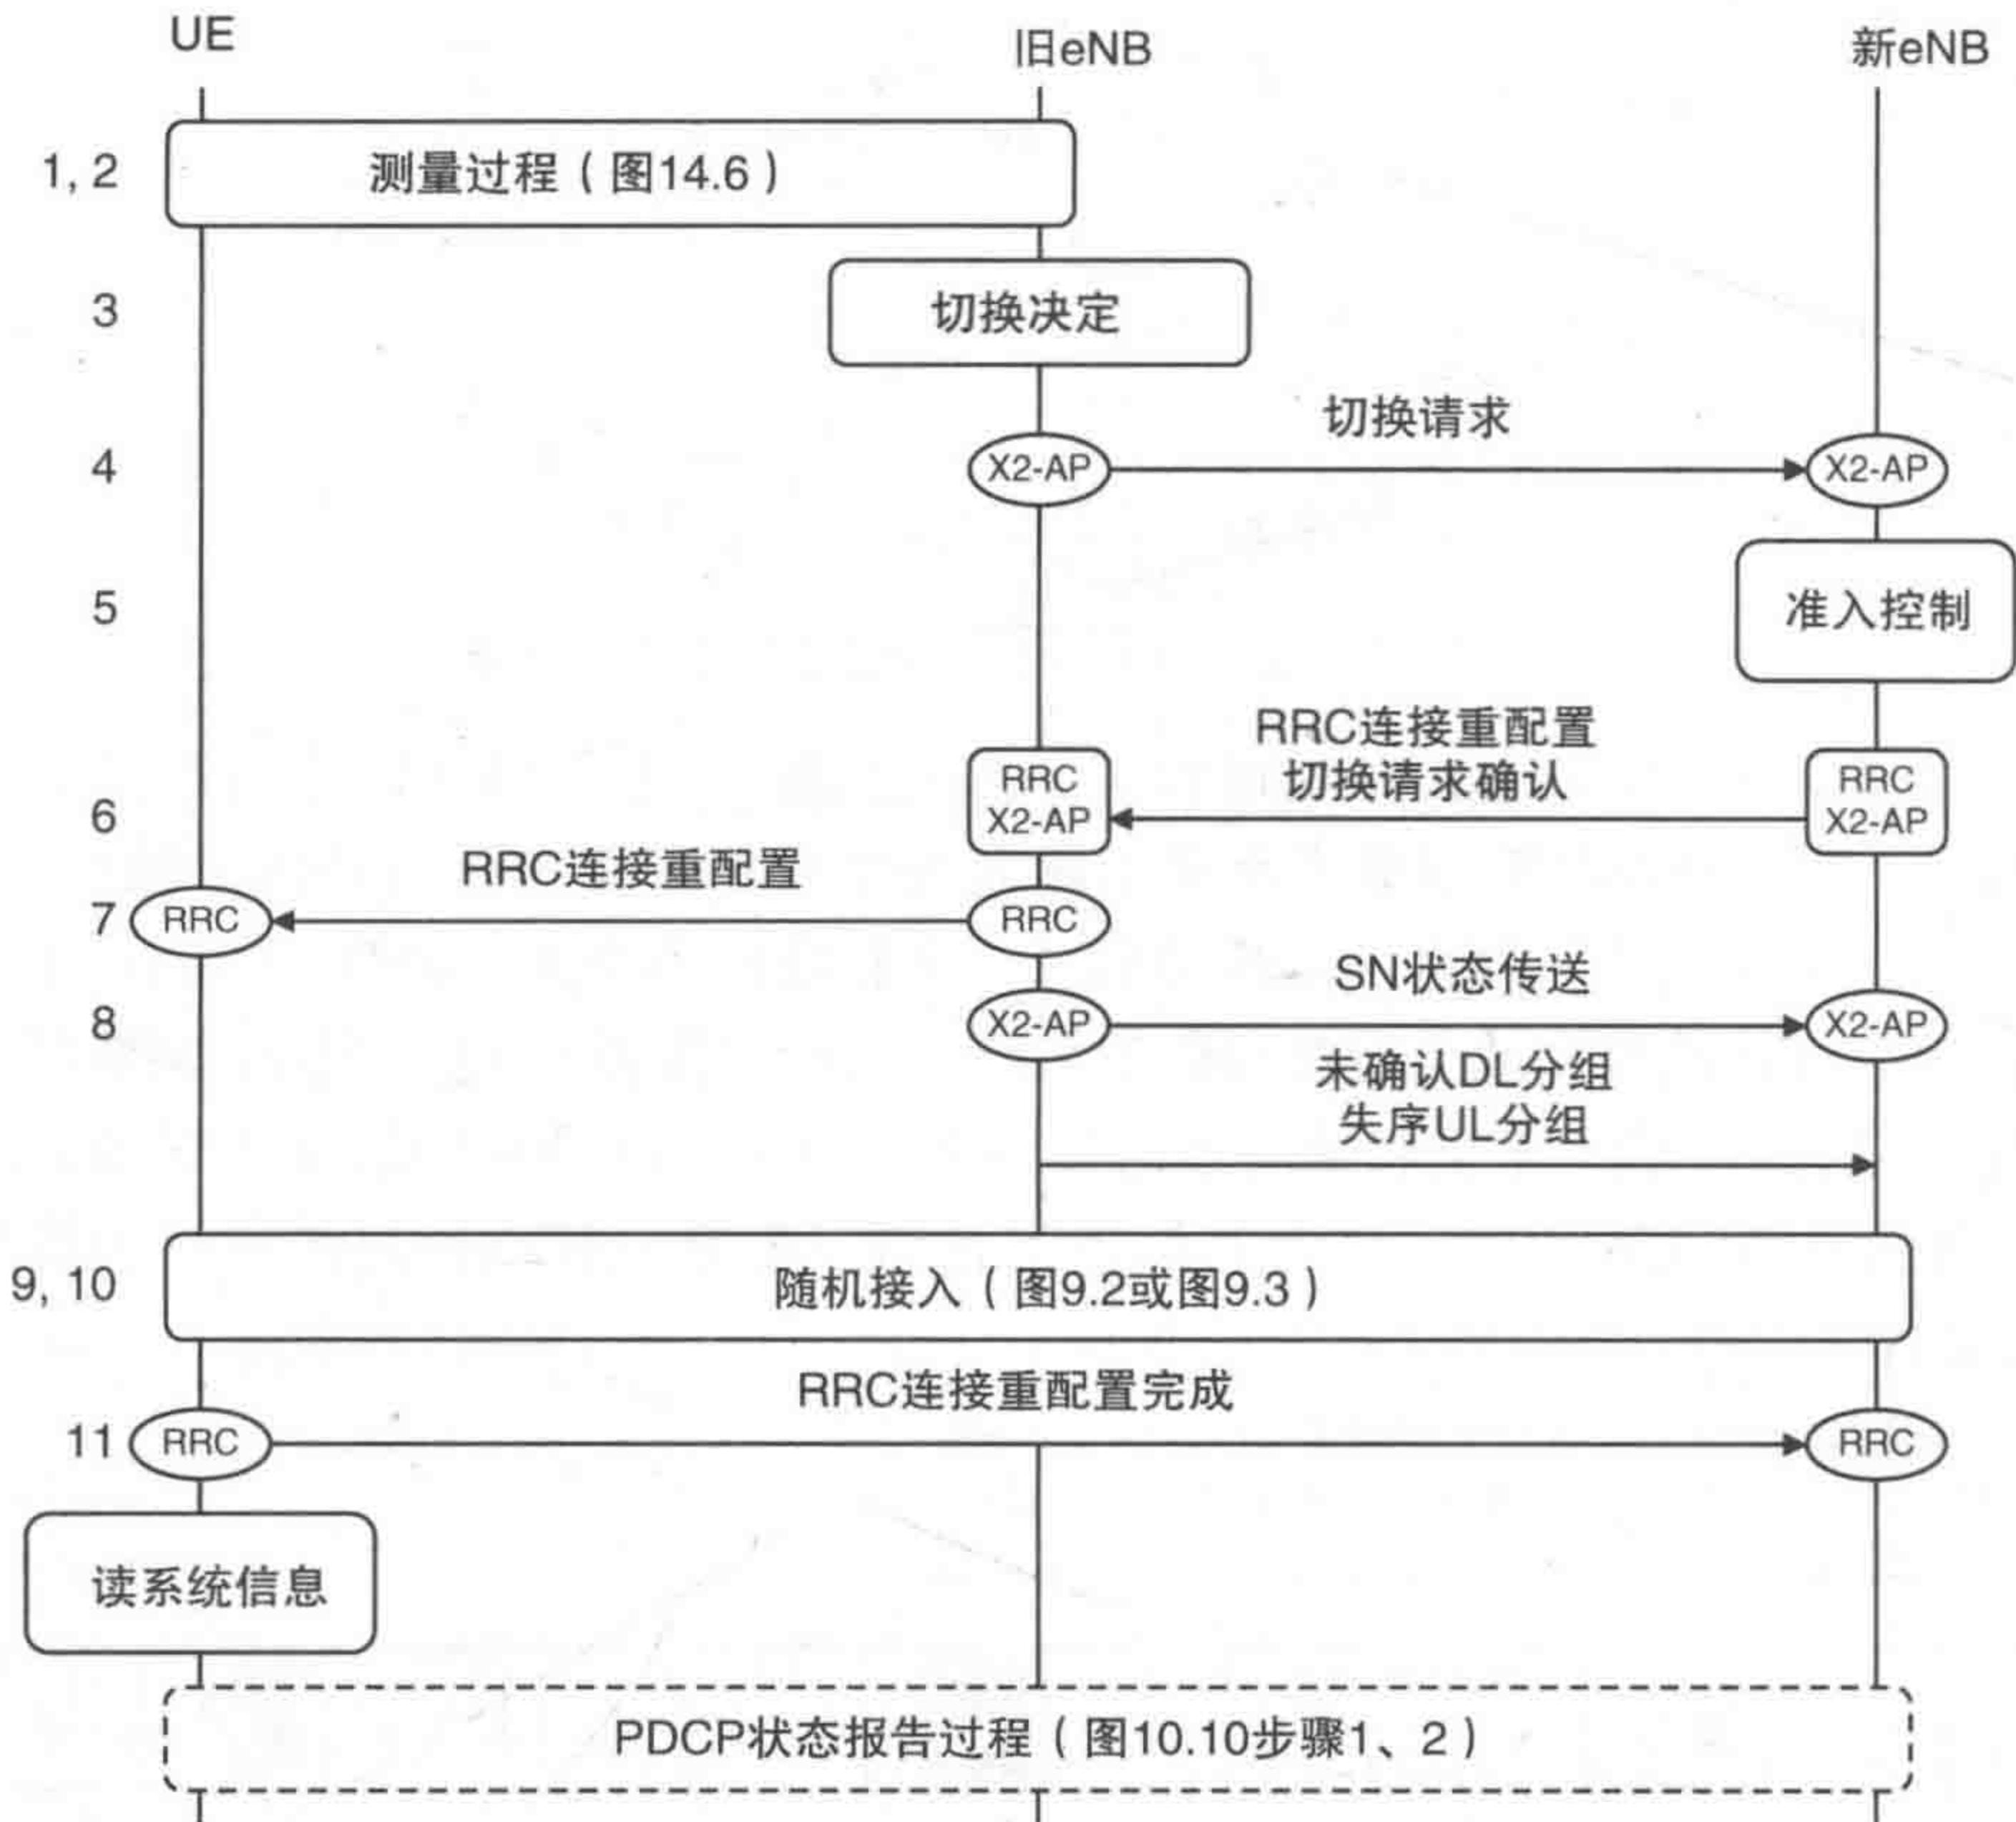 UE
旧eNB
新eNB
1, 2
测量过程（图14.6）
3
切换决定
切换请求
4
X2-AP
X2-AP
5
准入控制
RRC连接重配置
切换请求确认
6
RRC
X2-AP
RRC
X2-AP
RRC连接重配置
7
RRC
RRC
SN状态传送
8
X2-AP
X2-AP
未确认DL分组
失序UL分组
9, 10
随机接入（图9.2或图9.3）
RRC连接重配置完成
11
RRC
RRC
读系统信息
PDCP状态报告过程（图10.10步骤1、2）